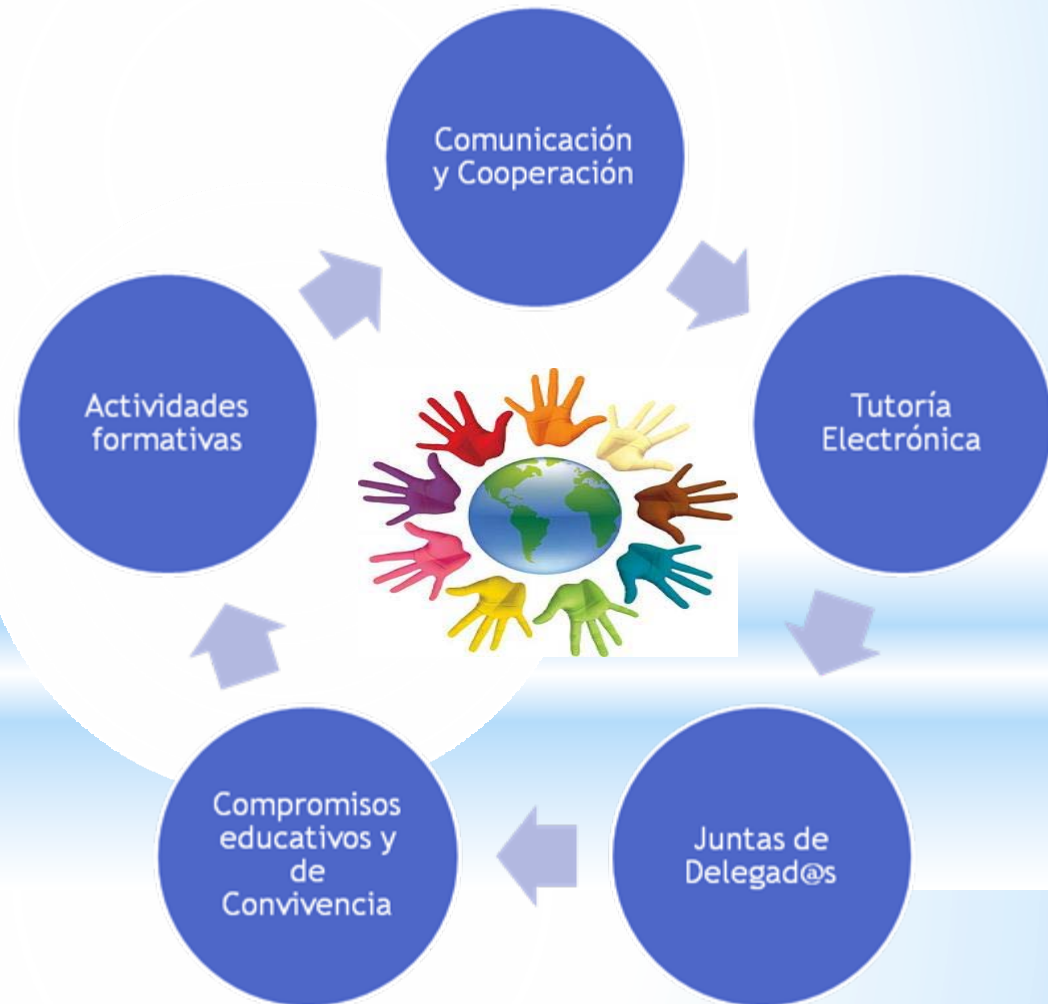 Comunicación
y Cooperación
Tutoría
Electrónica
Juntas de
Delegad@s
Compromisos
educativos y
de
Convivencia
Actividades
formativas